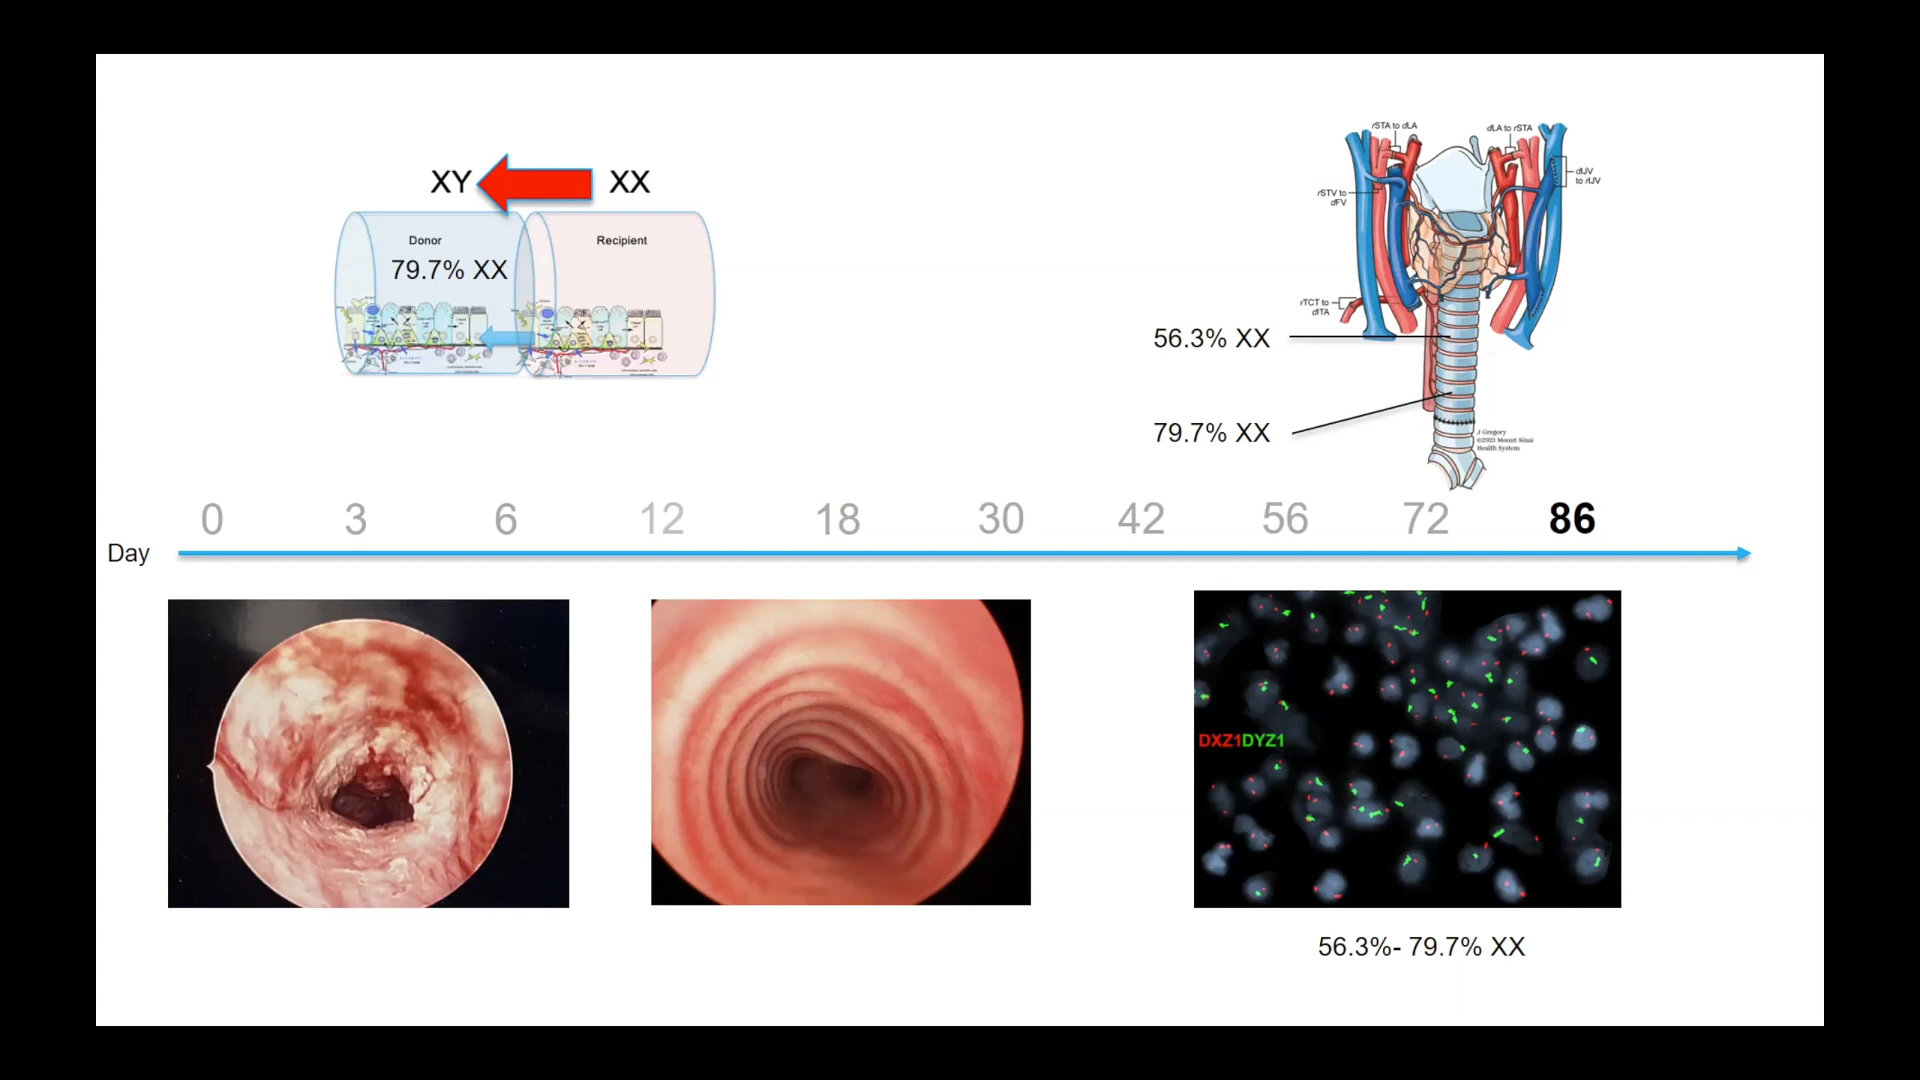 XY XX
Donor
79.7% XX
Recipient
rSTA to dLA
dLA to rSTA
dIJV
to rIJV
rSTV to
dFV
rTCT to
dITA
56.3% XX
79.7% XX
J Gregory
©2021 Mount Sinai
Health System
0 3 6 12 18 30 42 56 72 86
Day
DXZ1DYZ1
56.3%- 79.7% XX